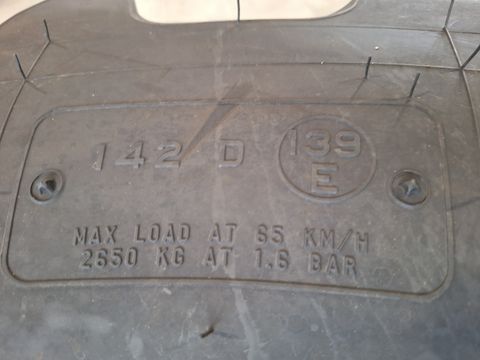 142 D 139 E
MAX LOAD AT 65 KM/H
2650 KG AT 1.6 BAR